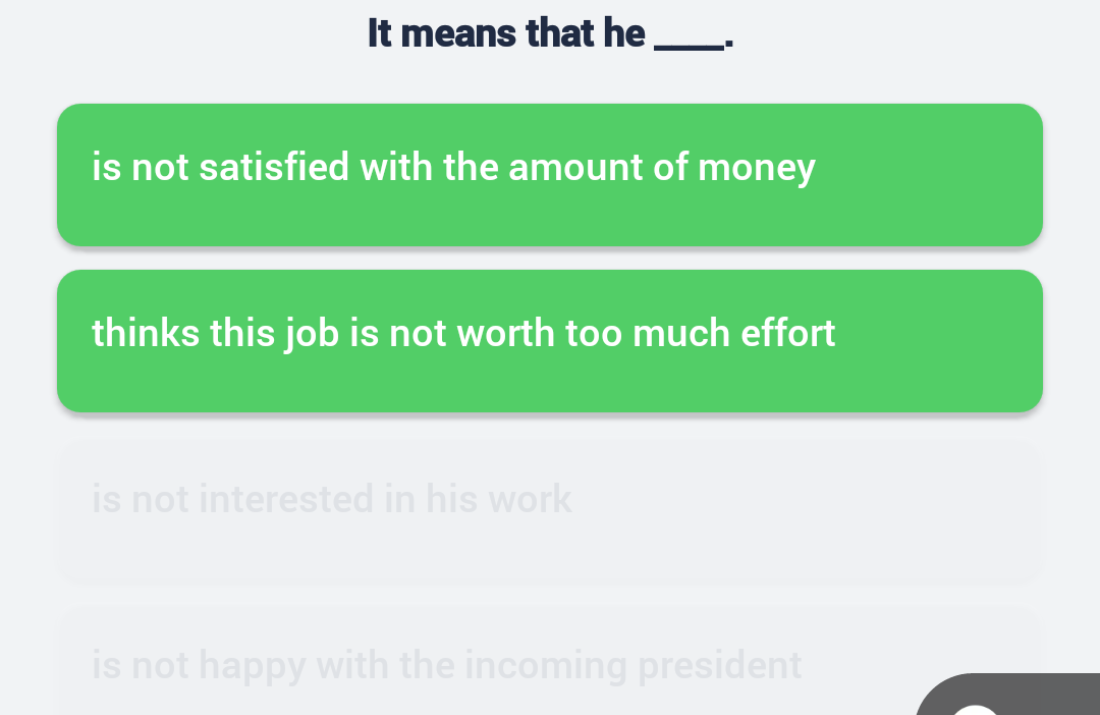 It means that he ____.
is not satisfied with the amount of money
thinks this job is not worth too much effort
is not interested in his work
is not happy with the incoming president